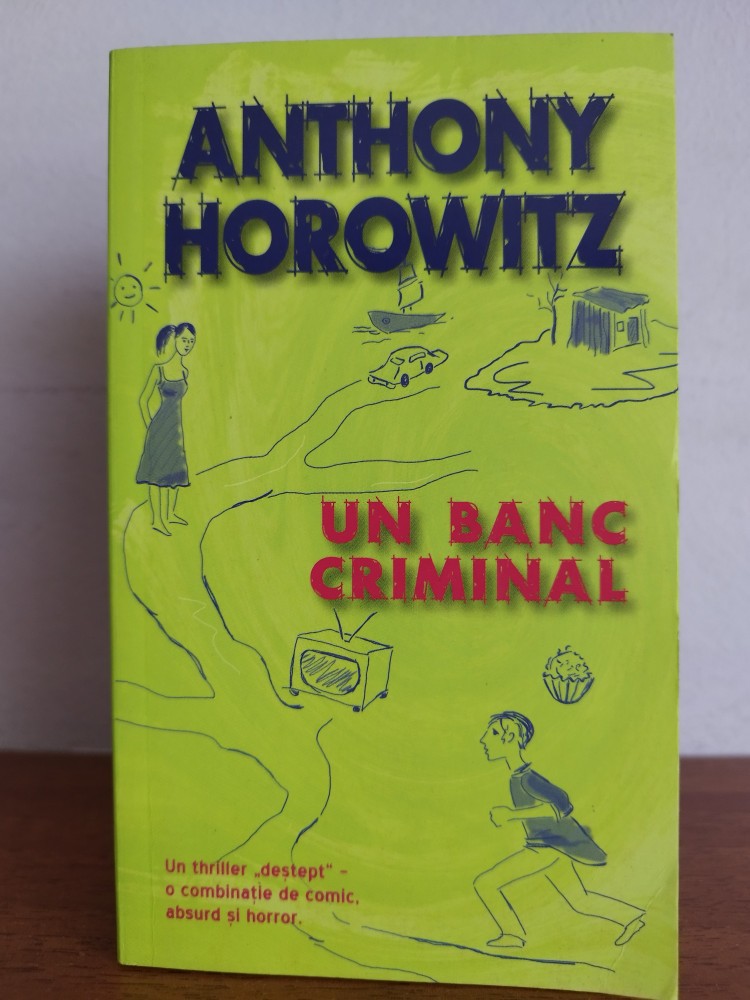 ANTHONY
HOROWITZ
UN BANC
CRIMINAL
Un thriller „deștept" -
o combinație de comic,
absurd și horror.